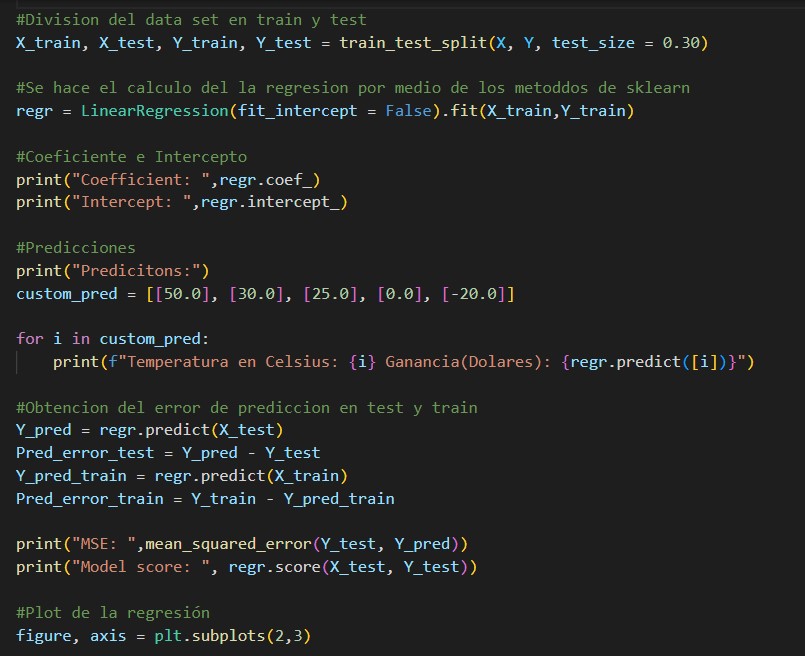 #Division del data set en train y test
X_train, X_test, Y_train, Y_test = train_test_split(X, Y, test_size = 0.30)
#Se hace el calculo del la regresion por medio de los metoddos de sklearn
regr = LinearRegression(fit_intercept = False).fit(X_train,Y_train)
#Coeficiente e Intercepto
print("Coefficient: ",regr.coef_)
print("Intercept: ",regr.intercept_)
#Predicciones
print("Predicitons:")
custom_pred = [[50.0], [30.0], [25.0], [0.0], [-20.0]]
for i in custom_pred:
    print(f"Temperatura en Celsius: {i} Ganancia(Dolares): {regr.predict([i])}")
#Obtencion del error de prediccion en test y train
Y_pred = regr.predict(X_test)
Pred_error_test = Y_pred - Y_test
Y_pred_train = regr.predict(X_train)
Pred_error_train = Y_train - Y_pred_train
print("MSE: ",mean_squared_error(Y_test, Y_pred))
print("Model score: ", regr.score(X_test, Y_test))
#Plot de la regresión
figure, axis = plt.subplots(2,3)